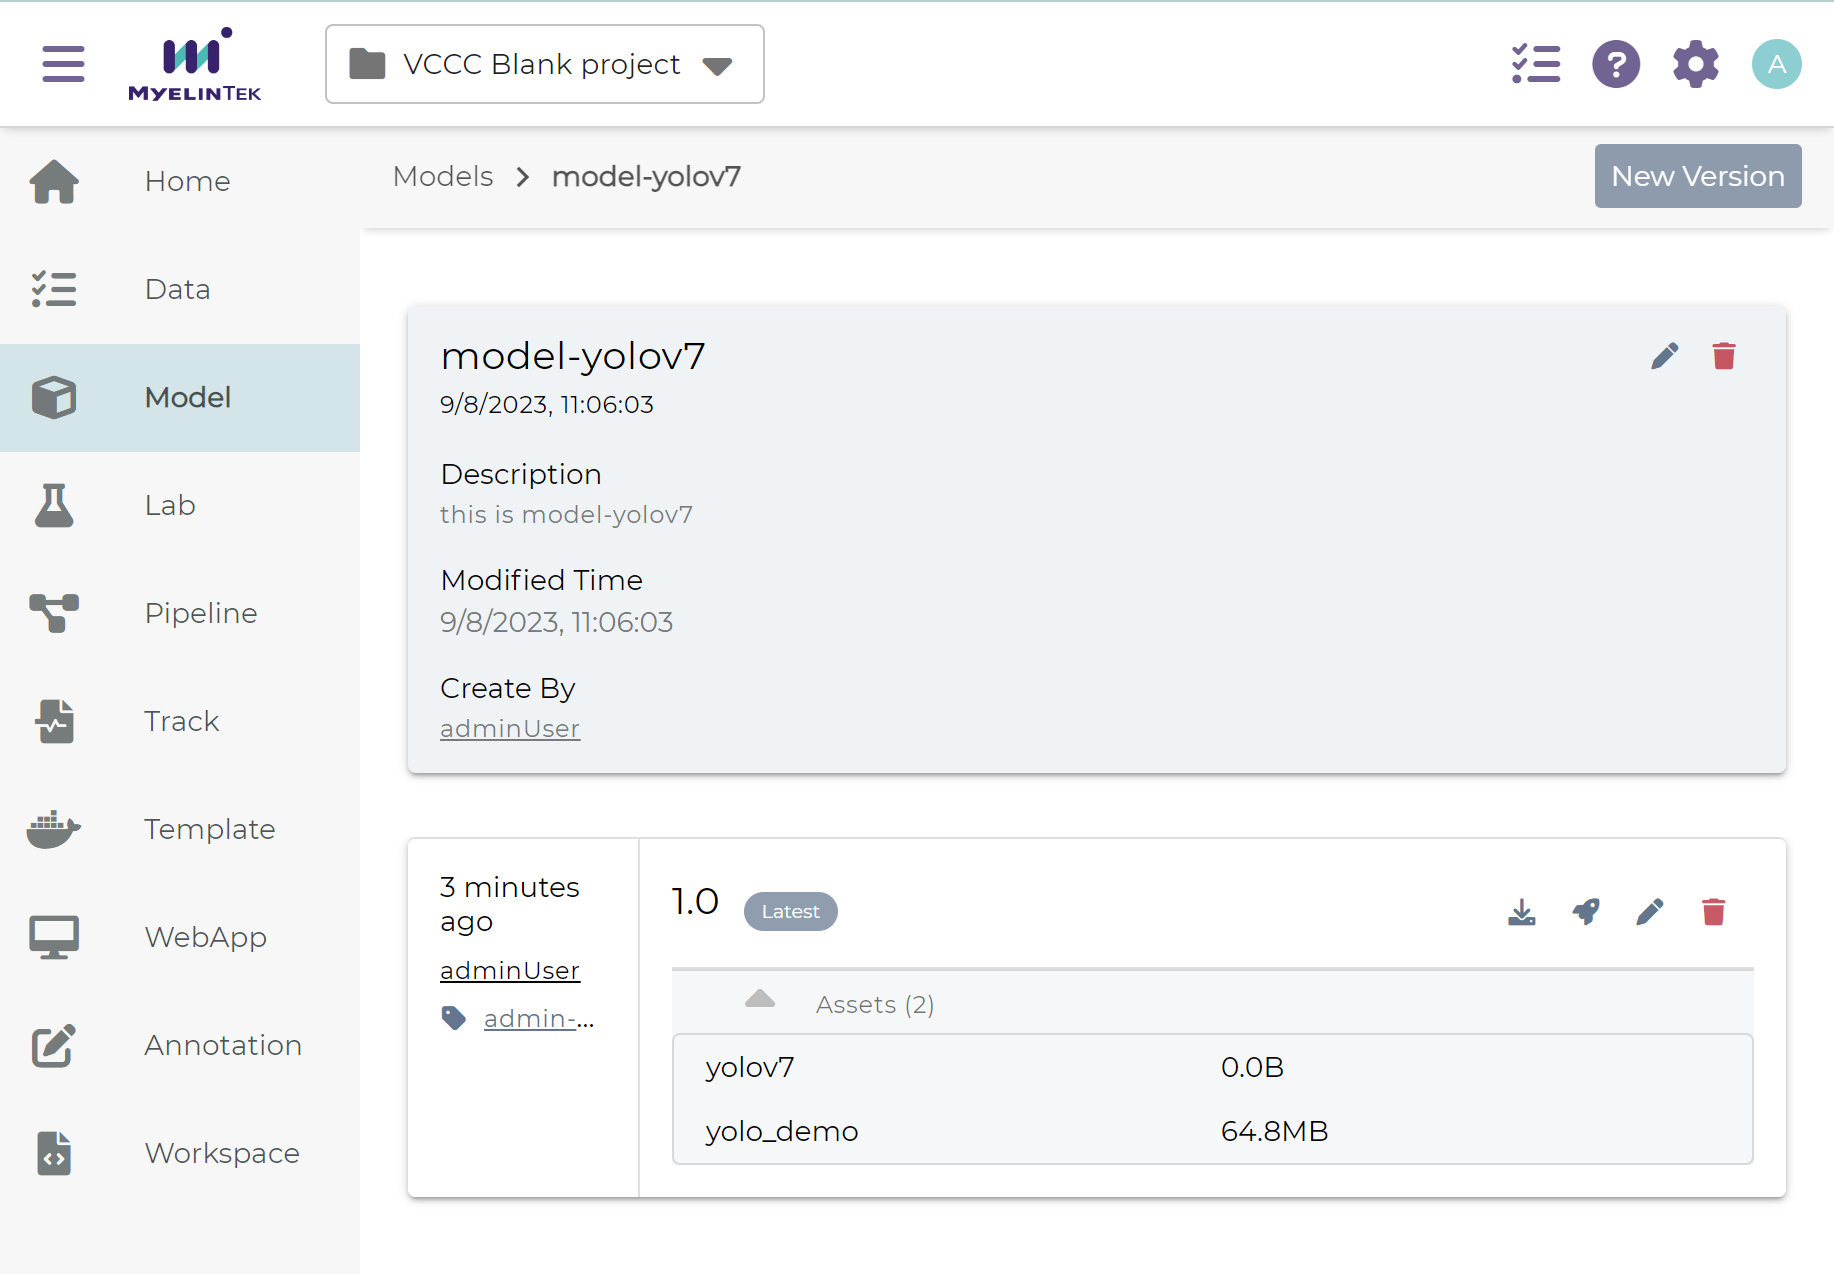 MYELINTEK
VCCC Blank project
?
A
Home
Data
Model
Lab
Pipeline
Track
Template
WebApp
Annotation
Workspace
Models > model-yolov7
New Version
model-yolov7
9/8/2023, 11:06:03
Description
this is model-yolov7
Modified Time
9/8/2023, 11:06:03
Create By
adminUser
3 minutes
ago
adminUser
admin-...
1.0 Latest
Assets (2)
yolov7 0.0B
yolo_demo 64.8MB